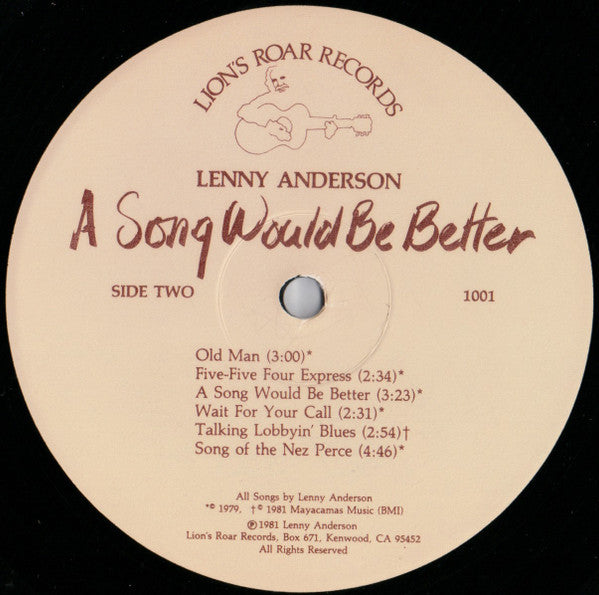 LION'S ROAR RECORDS
LENNY ANDERSON
A Song Would Be Better
SIDE TWO 1001
Old Man (3:00)*
Five-Five Four Express (2:34)*
A Song Would Be Better (3:23)*
Wait For Your Call (2:31)*
Talking Lobbyin' Blues (2:54)†
Song of the Nez Perce (4:46)*
All Songs by Lenny Anderson
*© 1979, †© 1981 Mayacamas Music (BMI)
℗1981 Lenny Anderson
Lion's Roar Records, Box 671, Kenwood, CA 95452
All Rights Reserved